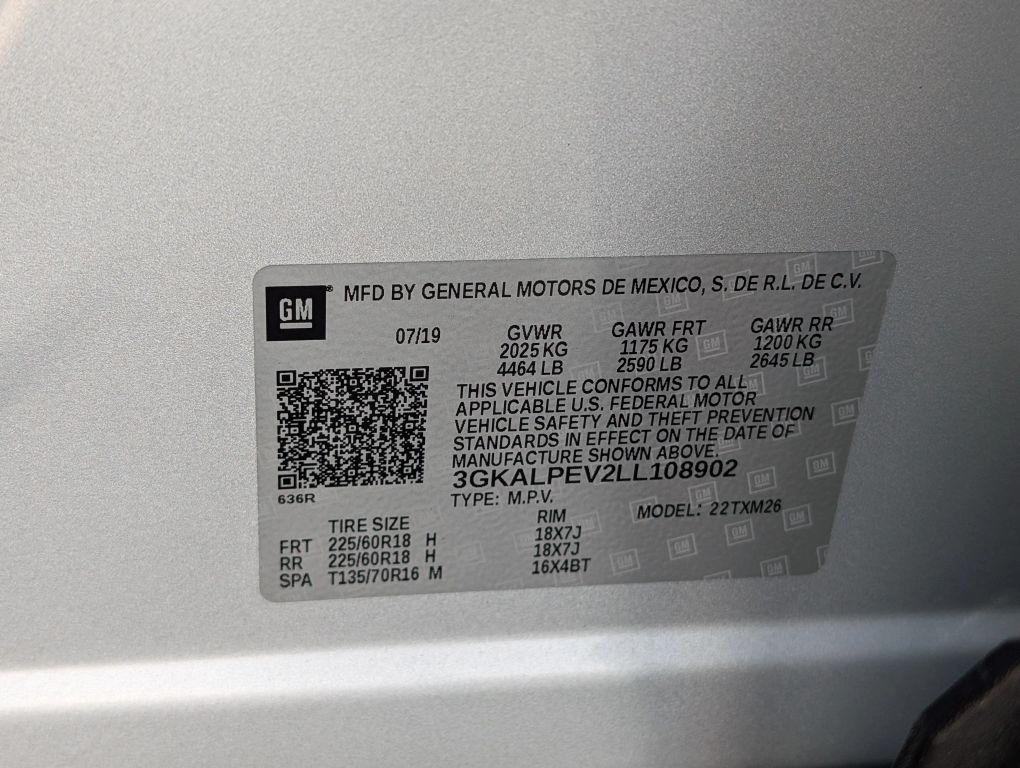 GM® MFD BY GENERAL MOTORS DE MEXICO, S. DE R.L. DE C.V.
07/19 GVWR GAWR FRT GAWR RR
2025 KG 1175 KG 1200 KG
4464 LB 2590 LB 2645 LB
THIS VEHICLE CONFORMS TO ALL
APPLICABLE U.S. FEDERAL MOTOR
VEHICLE SAFETY AND THEFT PREVENTION
STANDARDS IN EFFECT ON THE DATE OF
MANUFACTURE SHOWN ABOVE.
3GKALPEV2LL108902
636R
TYPE: M.P.V. MODEL: 22TXM26
TIRE SIZE RIM
FRT 225/60R18 H 18X7J
RR 225/60R18 H 18X7J
SPA T135/70R16 M 16X4BT